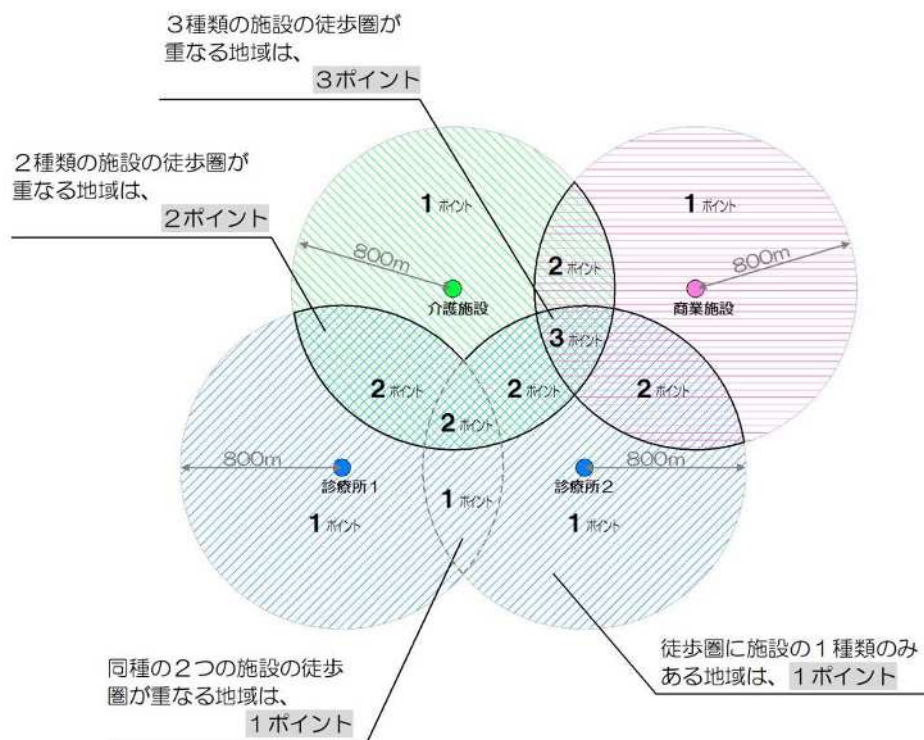 3種類の施設の徒歩圏が
重なる地域は、
3ポイント
2種類の施設の徒歩圏が
重なる地域は、
2ポイント
1ポイント
1ポイント
800m
800m
2ポイント
介護施設
商業施設
3ポイント
2ポイント
2ポイント
2ポイント
2ポイント
800m
800m
診療所1
診療所2
1ポイント
1ポイント
1ポイント
同種の2つの施設の徒歩
圏が重なる地域は、
1ポイント
徒歩圏に施設の1種類のみ
ある地域は、1ポイント